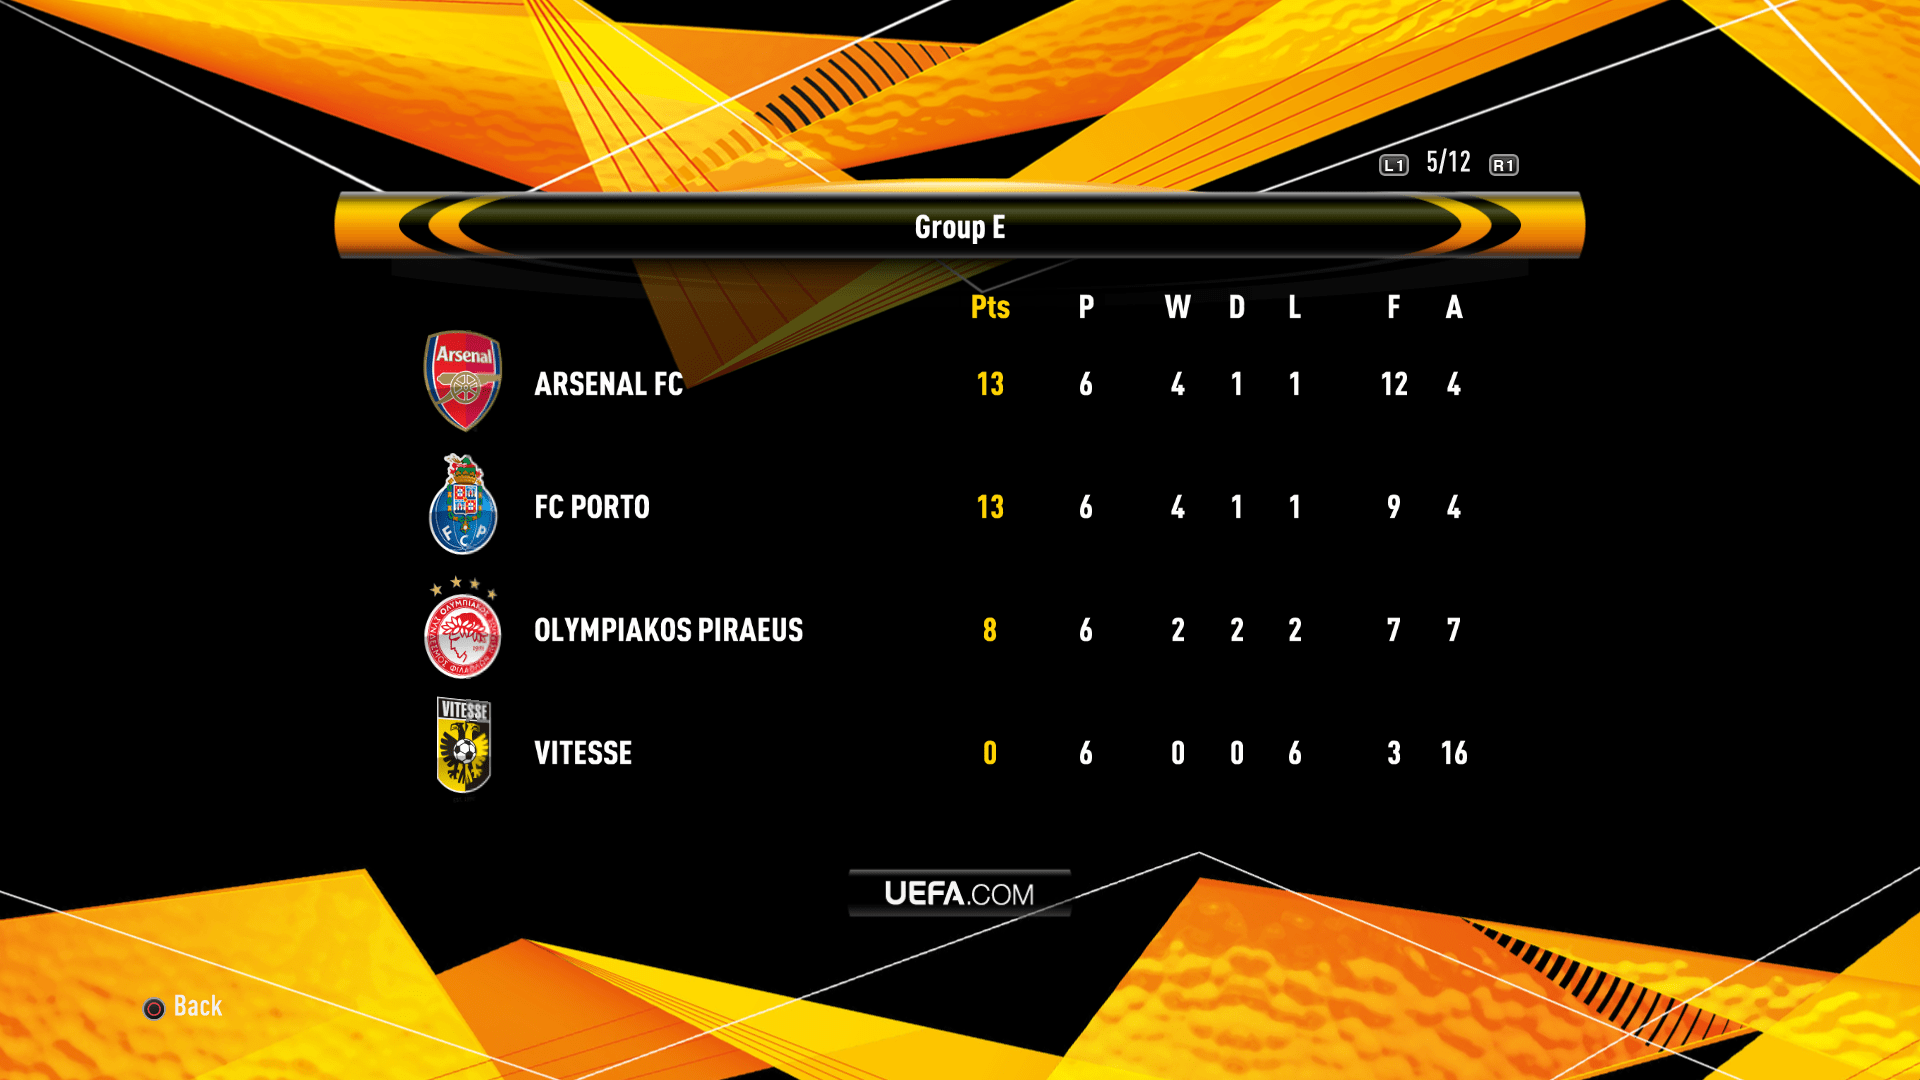 L1 5/12 R1
Group E
Pts P W D L F A
Arsenal
ARSENAL FC 13 6 4 1 1 12 4
F C P
FC PORTO 13 6 4 1 1 9 4
OLYMPIAKOS PIRAEUS 8 6 2 2 2 7 7
VITESSE
VITESSE 0 6 0 0 6 3 16
UEFA.COM
Back